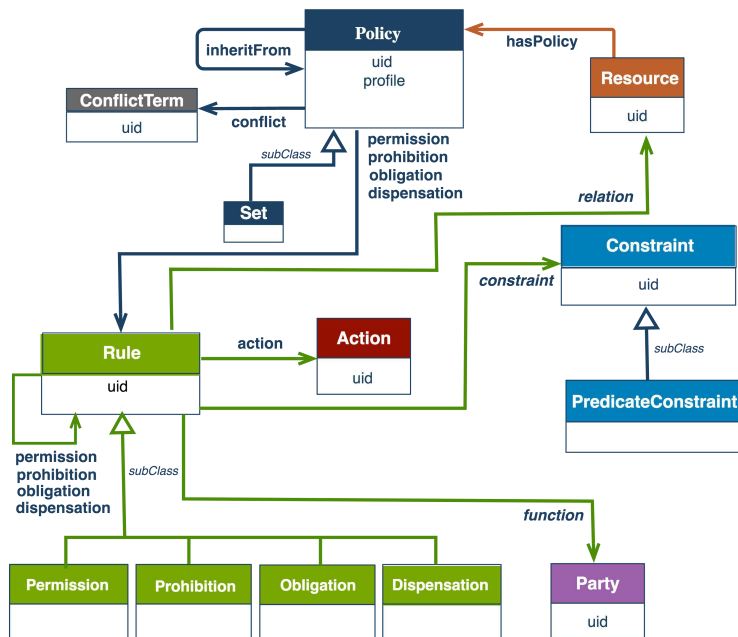 Policy
inheritFrom
uid
profile
hasPolicy
Resource
uid
ConflictTerm
uid
conflict
subClass
permission
prohibition
obligation
dispensation
Set
relation
Constraint
uid
constraint
Rule
uid
action
Action
uid
subClass
PredicateConstraint
permission
prohibition
obligation
dispensation
subClass
function
Permission
Prohibition
Obligation
Dispensation
Party
uid